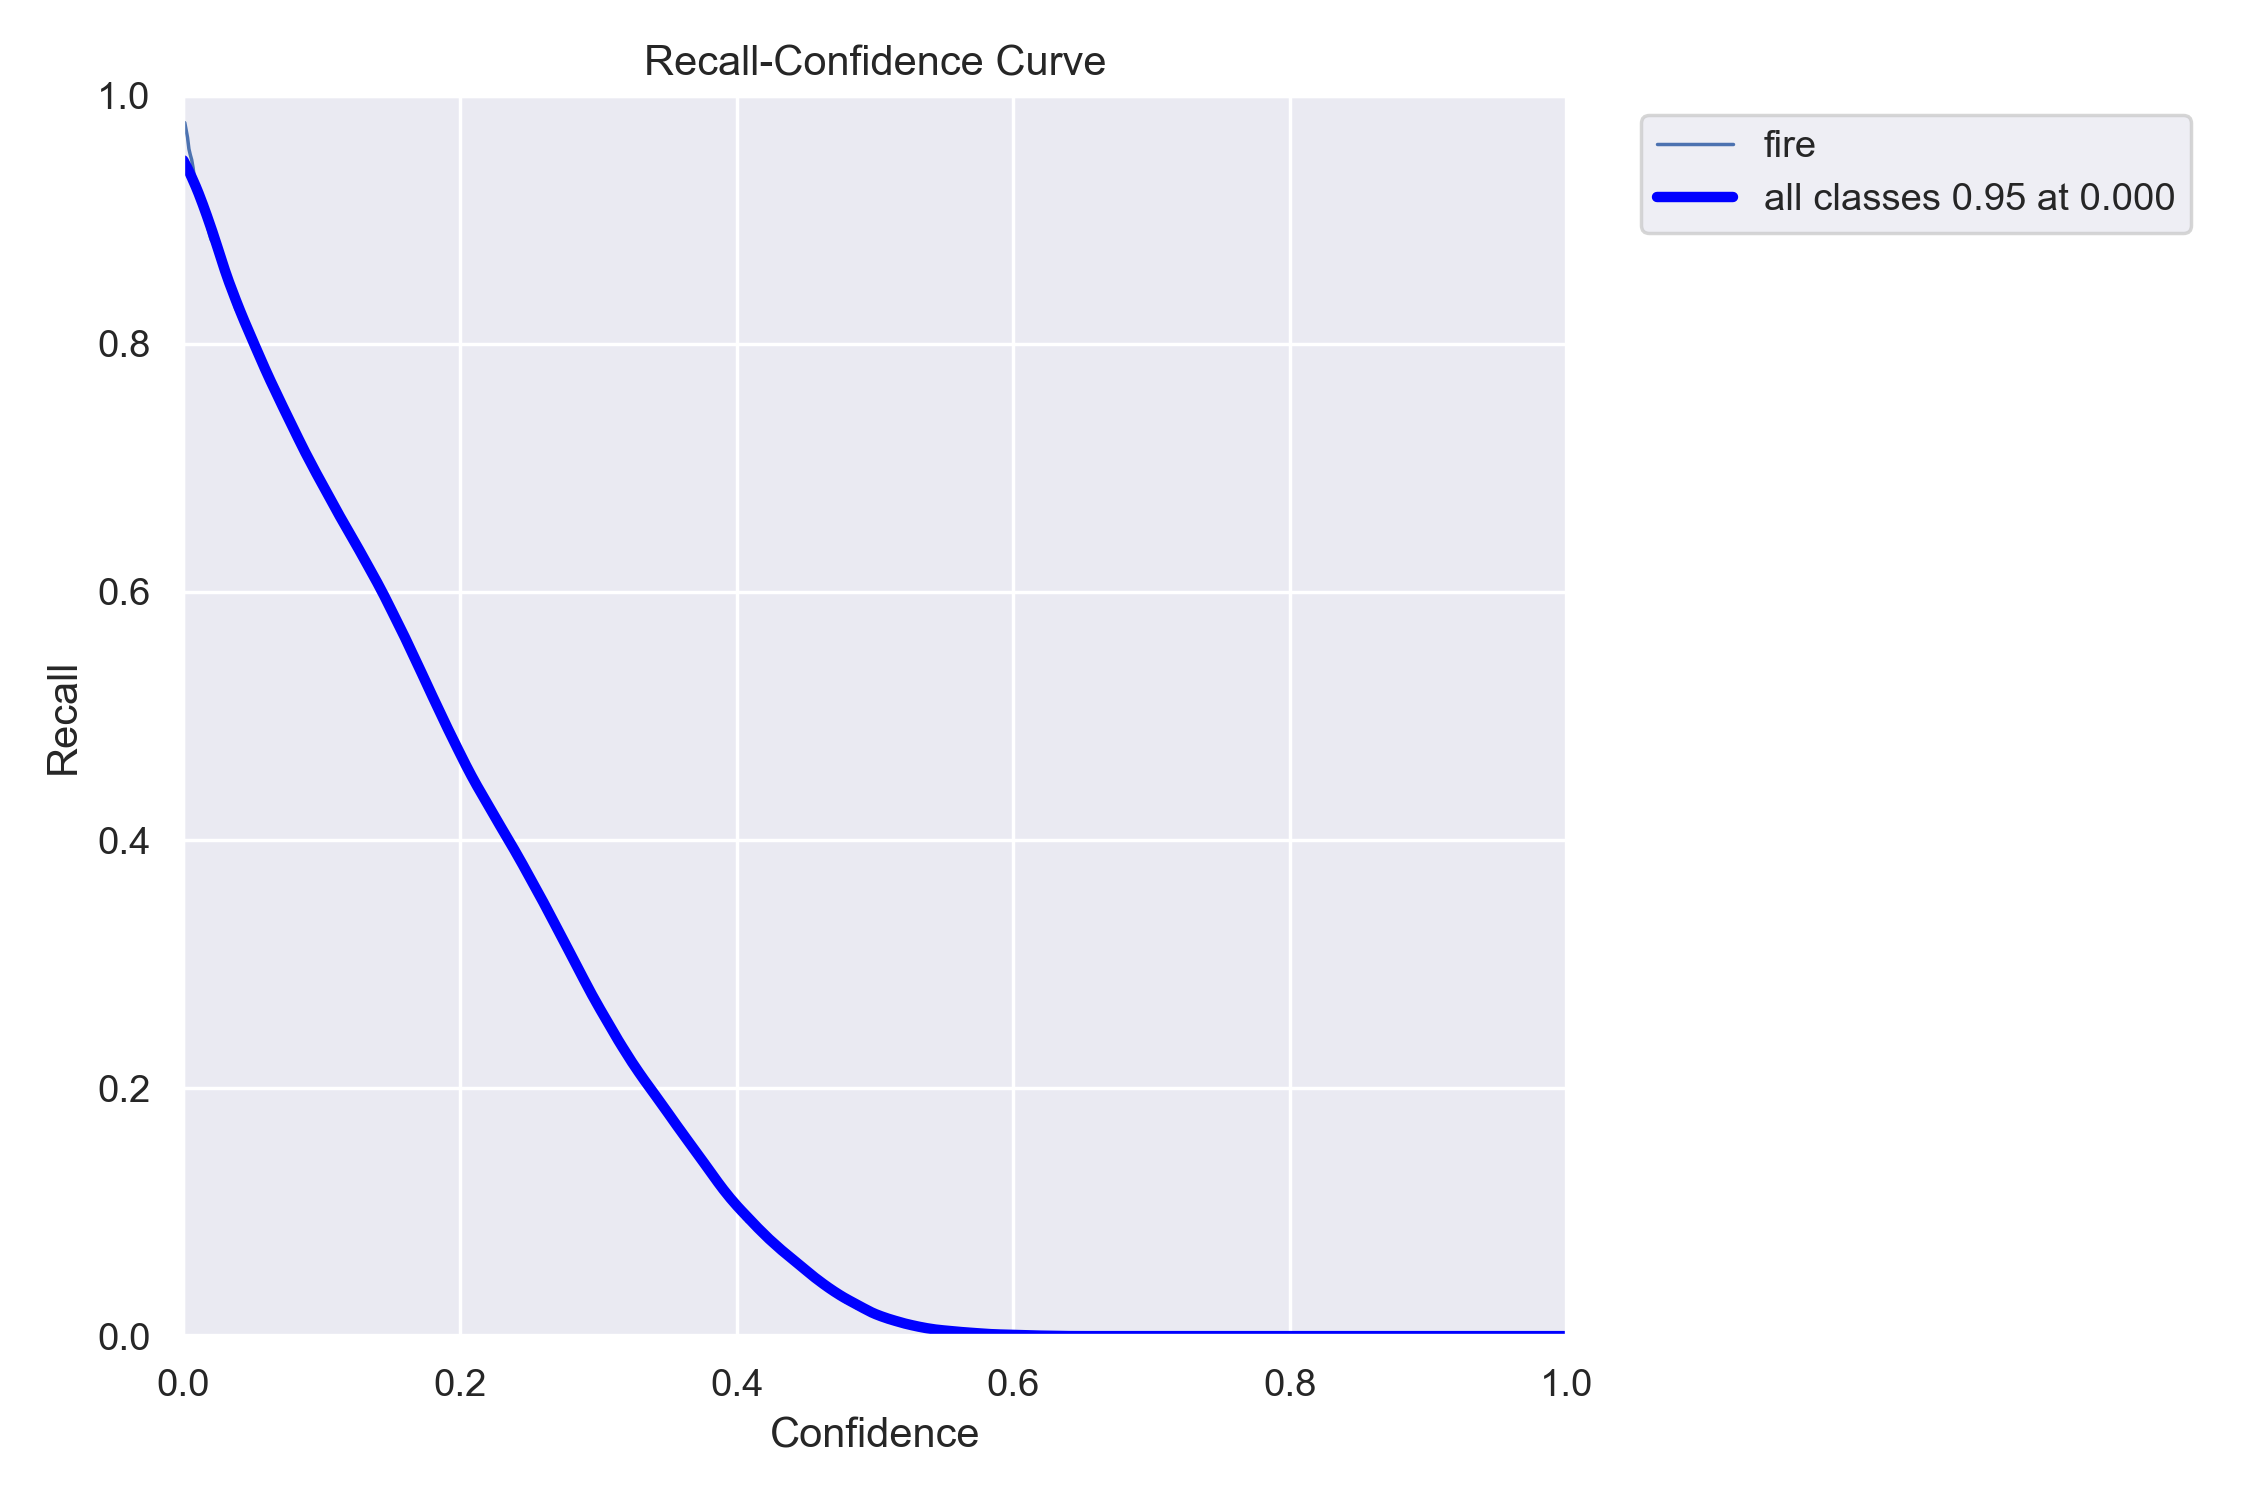 Recall-Confidence Curve
1.0
0.8
0.6
0.4
0.2
0.0
Recall
0.0 0.2 0.4 0.6 0.8 1.0
Confidence
fire
all classes 0.95 at 0.000